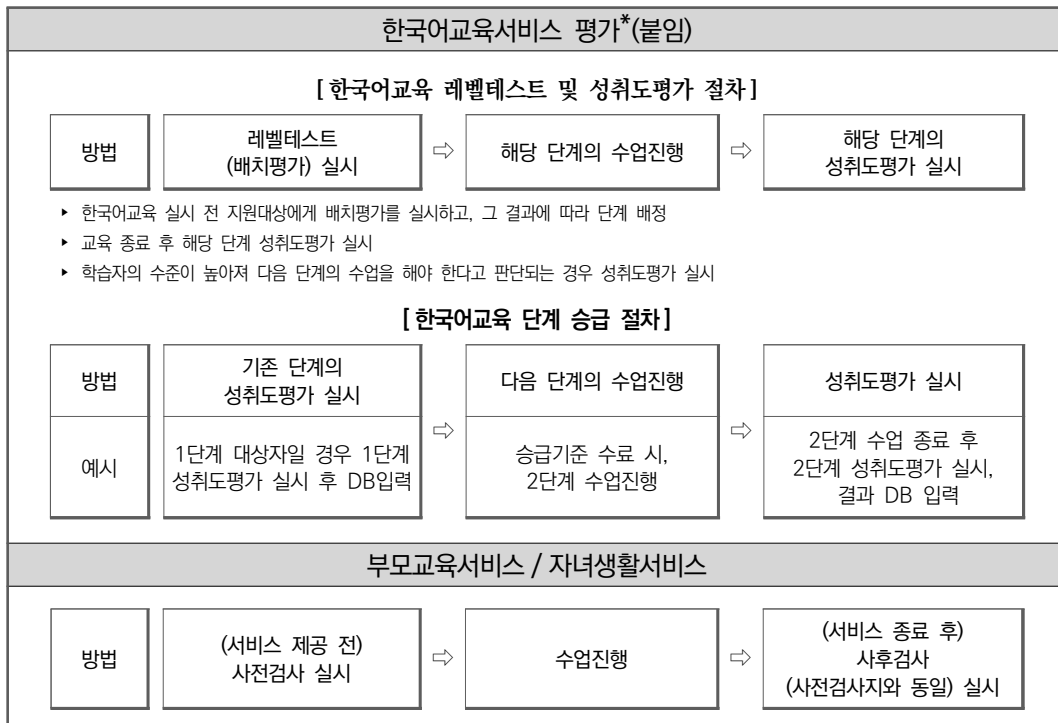 한국어교육서비스 평가*(붙임)
[ 한국어교육 레벨테스트 및 성취도평가 절차 ]
방법
레벨테스트
(배치평가) 실시
⇨
해당 단계의 수업진행
⇨
해당 단계의
성취도평가 실시
▸ 한국어교육 실시 전 지원대상에게 배치평가를 실시하고, 그 결과에 따라 단계 배정
▸ 교육 종료 후 해당 단계 성취도평가 실시
▸ 학습자의 수준이 높아져 다음 단계의 수업을 해야 한다고 판단되는 경우 성취도평가 실시
[ 한국어교육 단계 승급 절차 ]
방법
기존 단계의
성취도평가 실시
다음 단계의 수업진행
성취도평가 실시
⇨
⇨
예시
1단계 대상자일 경우 1단계
성취도평가 실시 후 DB입력
승급기준 수료 시,
2단계 수업진행
2단계 수업 종료 후
2단계 성취도평가 실시,
결과 DB 입력
부모교육서비스 / 자녀생활서비스
방법
(서비스 제공 전)
사전검사 실시
⇨
수업진행
⇨
(서비스 종료 후)
사후검사
(사전검사지와 동일) 실시